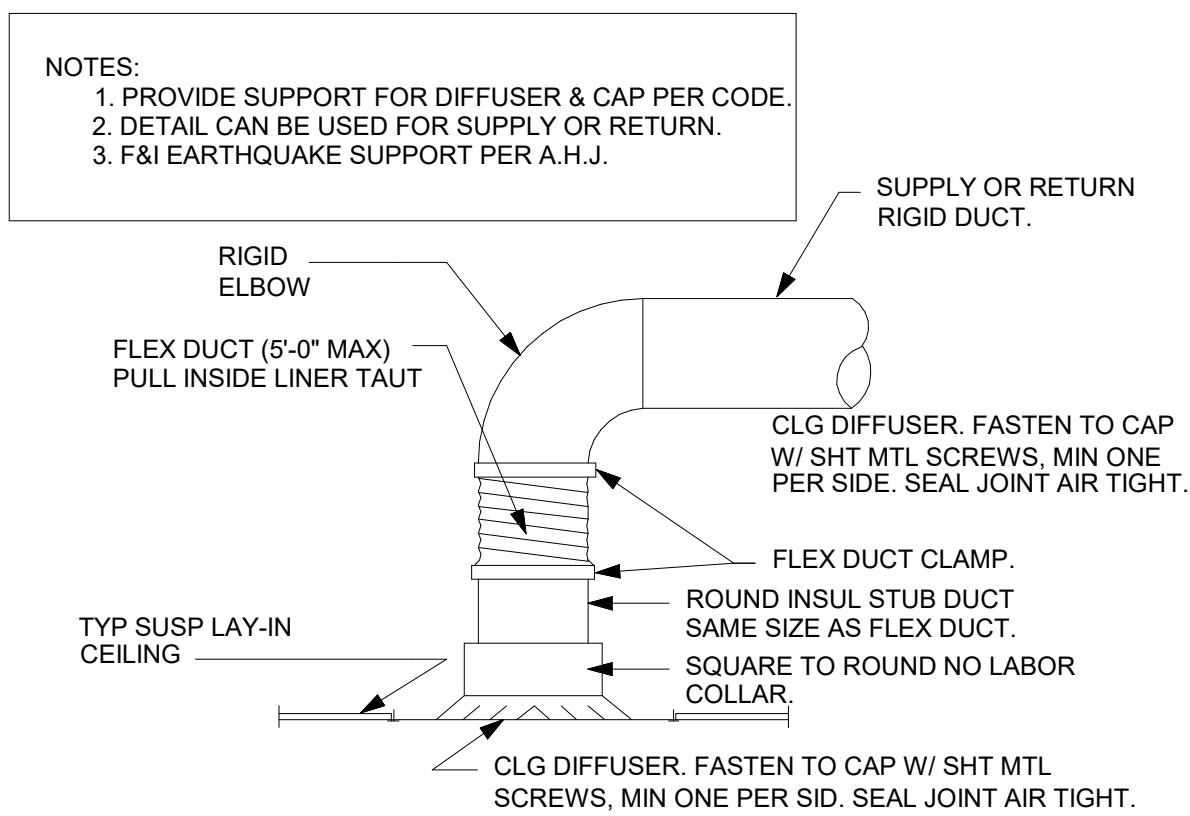 NOTES:
1. PROVIDE SUPPORT FOR DIFFUSER & CAP PER CODE.
2. DETAIL CAN BE USED FOR SUPPLY OR RETURN.
3. F&I EARTHQUAKE SUPPORT PER A.H.J.
SUPPLY OR RETURN
RIGID DUCT.
RIGID
ELBOW
FLEX DUCT (5'-0" MAX)
PULL INSIDE LINER TAUT
CLG DIFFUSER. FASTEN TO CAP
W/ SHT MTL SCREWS, MIN ONE
PER SIDE. SEAL JOINT AIR TIGHT.
FLEX DUCT CLAMP.
ROUND INSUL STUB DUCT
SAME SIZE AS FLEX DUCT.
TYP SUSP LAY-IN
CEILING
SQUARE TO ROUND NO LABOR
COLLAR.
CLG DIFFUSER. FASTEN TO CAP W/ SHT MTL
SCREWS, MIN ONE PER SID. SEAL JOINT AIR TIGHT.